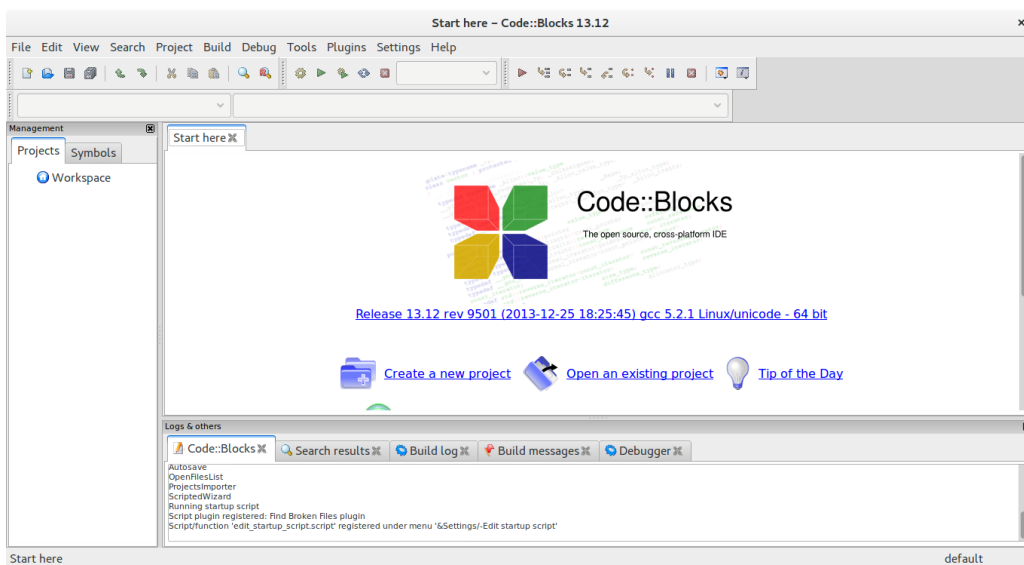 Start here – Code::Blocks 13.12
File Edit View Search Project Build Debug Tools Plugins Settings Help
Management
Projects Symbols
Workspace
Start here
Code::Blocks
The open source, cross-platform IDE
Release 13.12 rev 9501 (2013-12-25 18:25:45) gcc 5.2.1 Linux/unicode - 64 bit
Create a new project Open an existing project Tip of the Day
Logs & others
Code::Blocks Search results Build log Build messages Debugger
Autosave
OpenFilesList
ProjectsImporter
ScriptedWizard
Running startup script
Script plugin registered: Find Broken Files plugin
Script/function 'edit_startup_script.script' registered under menu '&Settings/-Edit startup script'
Start here default